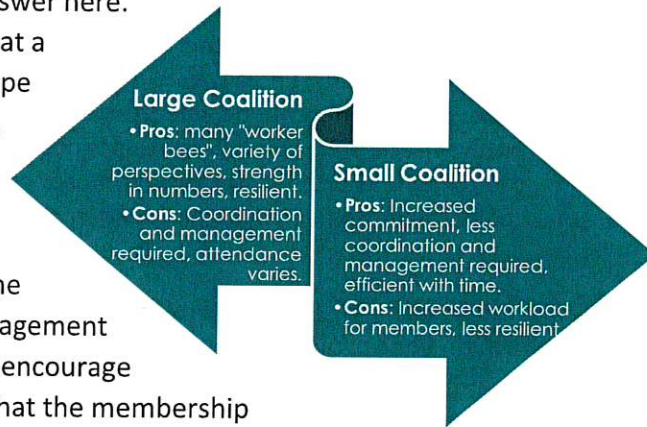 swer here.
at a
pe
ne
agement
encourage
hat the membership
Large Coalition
• Pros: many "worker
bees", variety of
perspectives, strength
in numbers, resilient.
• Cons: Coordination
and management
required, attendance
varies.
Small Coalition
• Pros: Increased
commitment, less
coordination and
management required,
efficient with time.
• Cons: Increased workload
for members, less resilient